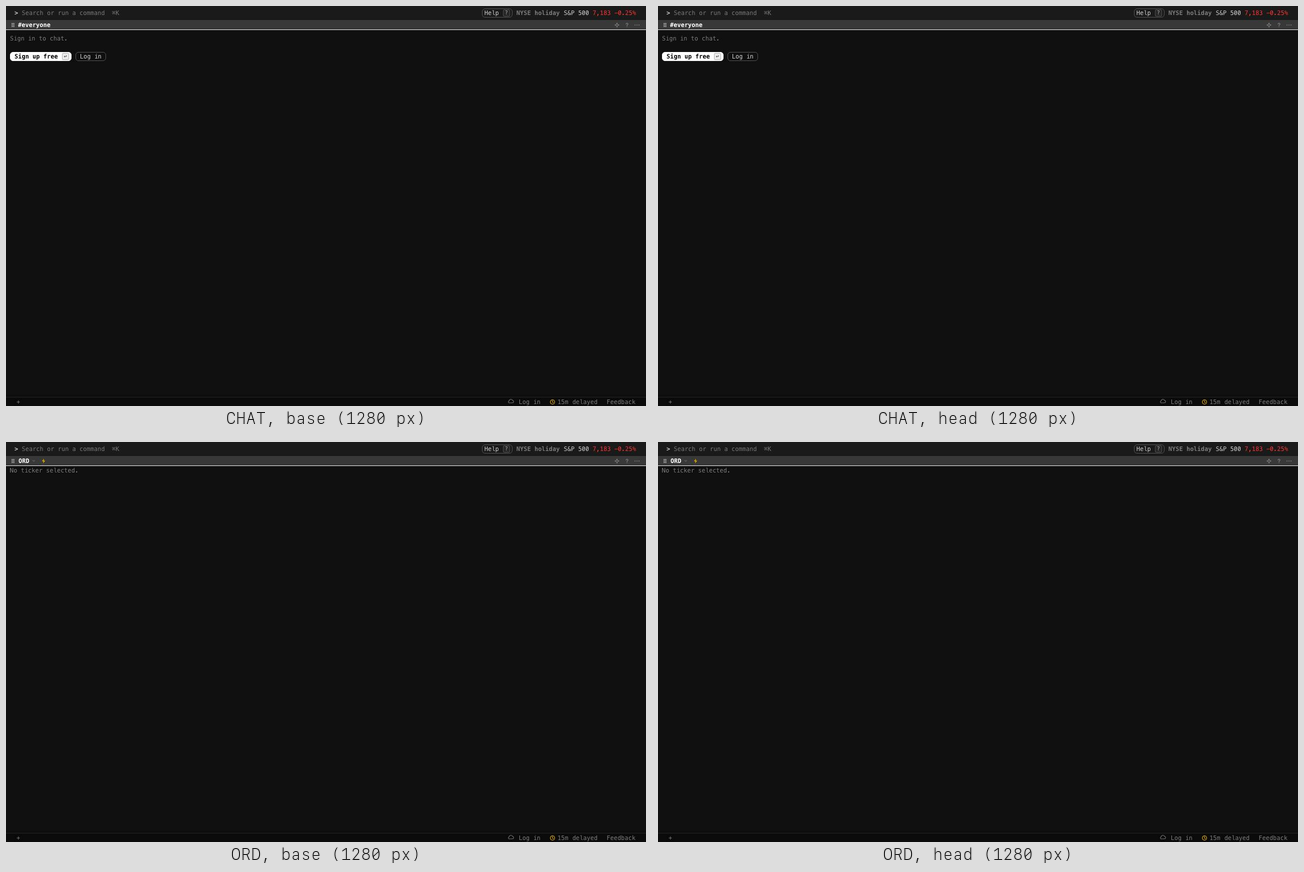 > Search or run a command ⌘K Help ? NYSE holiday S&P 500 7,183 -0.25%
> Search or run a command ⌘K Help ? NYSE holiday S&P 500 7,183 -0.25%
≡ #everyone ? ⋯
≡ #everyone ? ⋯
Sign in to chat.
Sign in to chat.
Sign up free ↵ Log in
Sign up free ↵ Log in
+ Log in 15m delayed Feedback
+ Log in 15m delayed Feedback
CHAT, base (1280 px)
CHAT, head (1280 px)
> Search or run a command ⌘K Help ? NYSE holiday S&P 500 7,183 -0.25%
> Search or run a command ⌘K Help ? NYSE holiday S&P 500 7,183 -0.25%
≡ ORD ? ⋯
≡ ORD ? ⋯
No ticker selected.
No ticker selected.
+ Log in 15m delayed Feedback
+ Log in 15m delayed Feedback
ORD, base (1280 px)
ORD, head (1280 px)